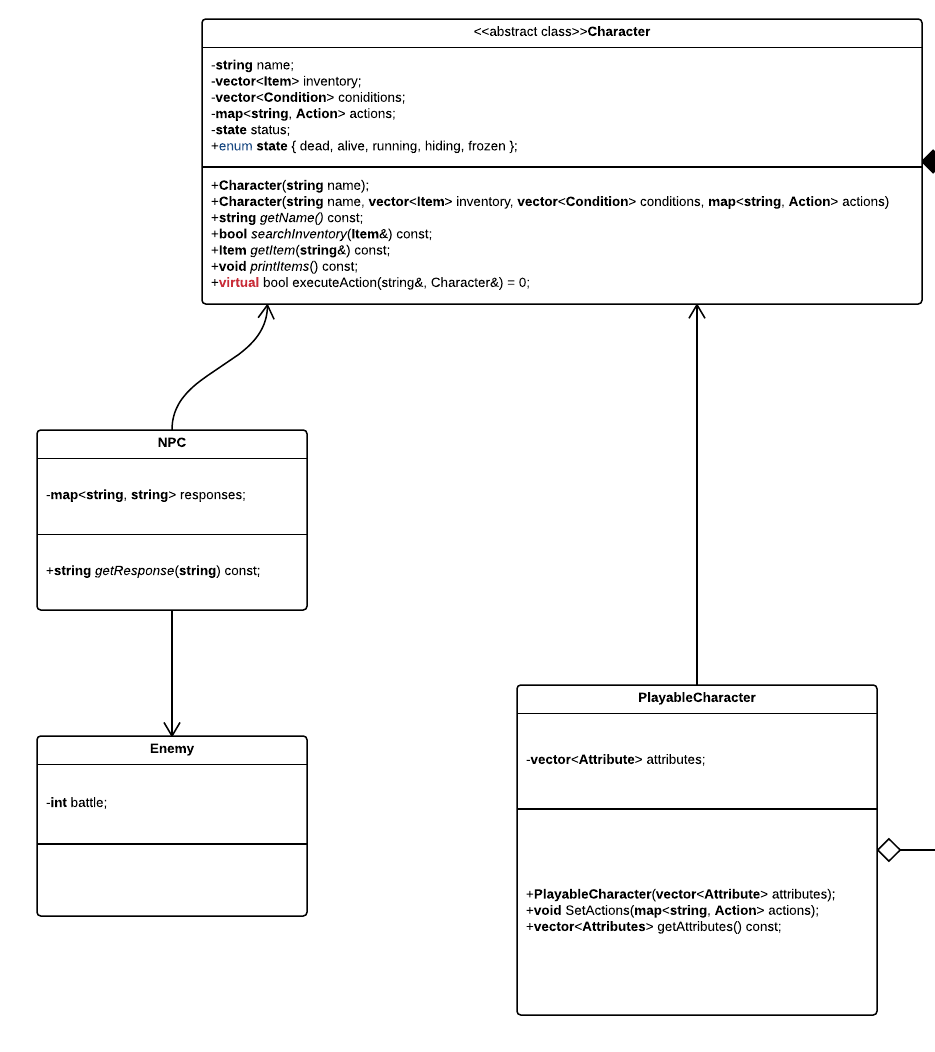 <<abstract class>>Character
-string name;
-vector<Item> inventory;
-vector<Condition> coniditions;
-map<string, Action> actions;
-state status;
+enum state { dead, alive, running, hiding, frozen };
+Character(string name);
+Character(string name, vector<Item> inventory, vector<Condition> conditions, map<string, Action> actions)
+string getName() const;
+bool searchInventory(Item&) const;
+Item getItem(string&) const;
+void printItems() const;
+virtual bool executeAction(string&, Character&) = 0;
NPC
-map<string, string> responses;
+string getResponse(string) const;
Enemy
-int battle;
PlayableCharacter
-vector<Attribute> attributes;
+PlayableCharacter(vector<Attribute> attributes);
+void SetActions(map<string, Action> actions);
+vector<Attributes> getAttributes() const;